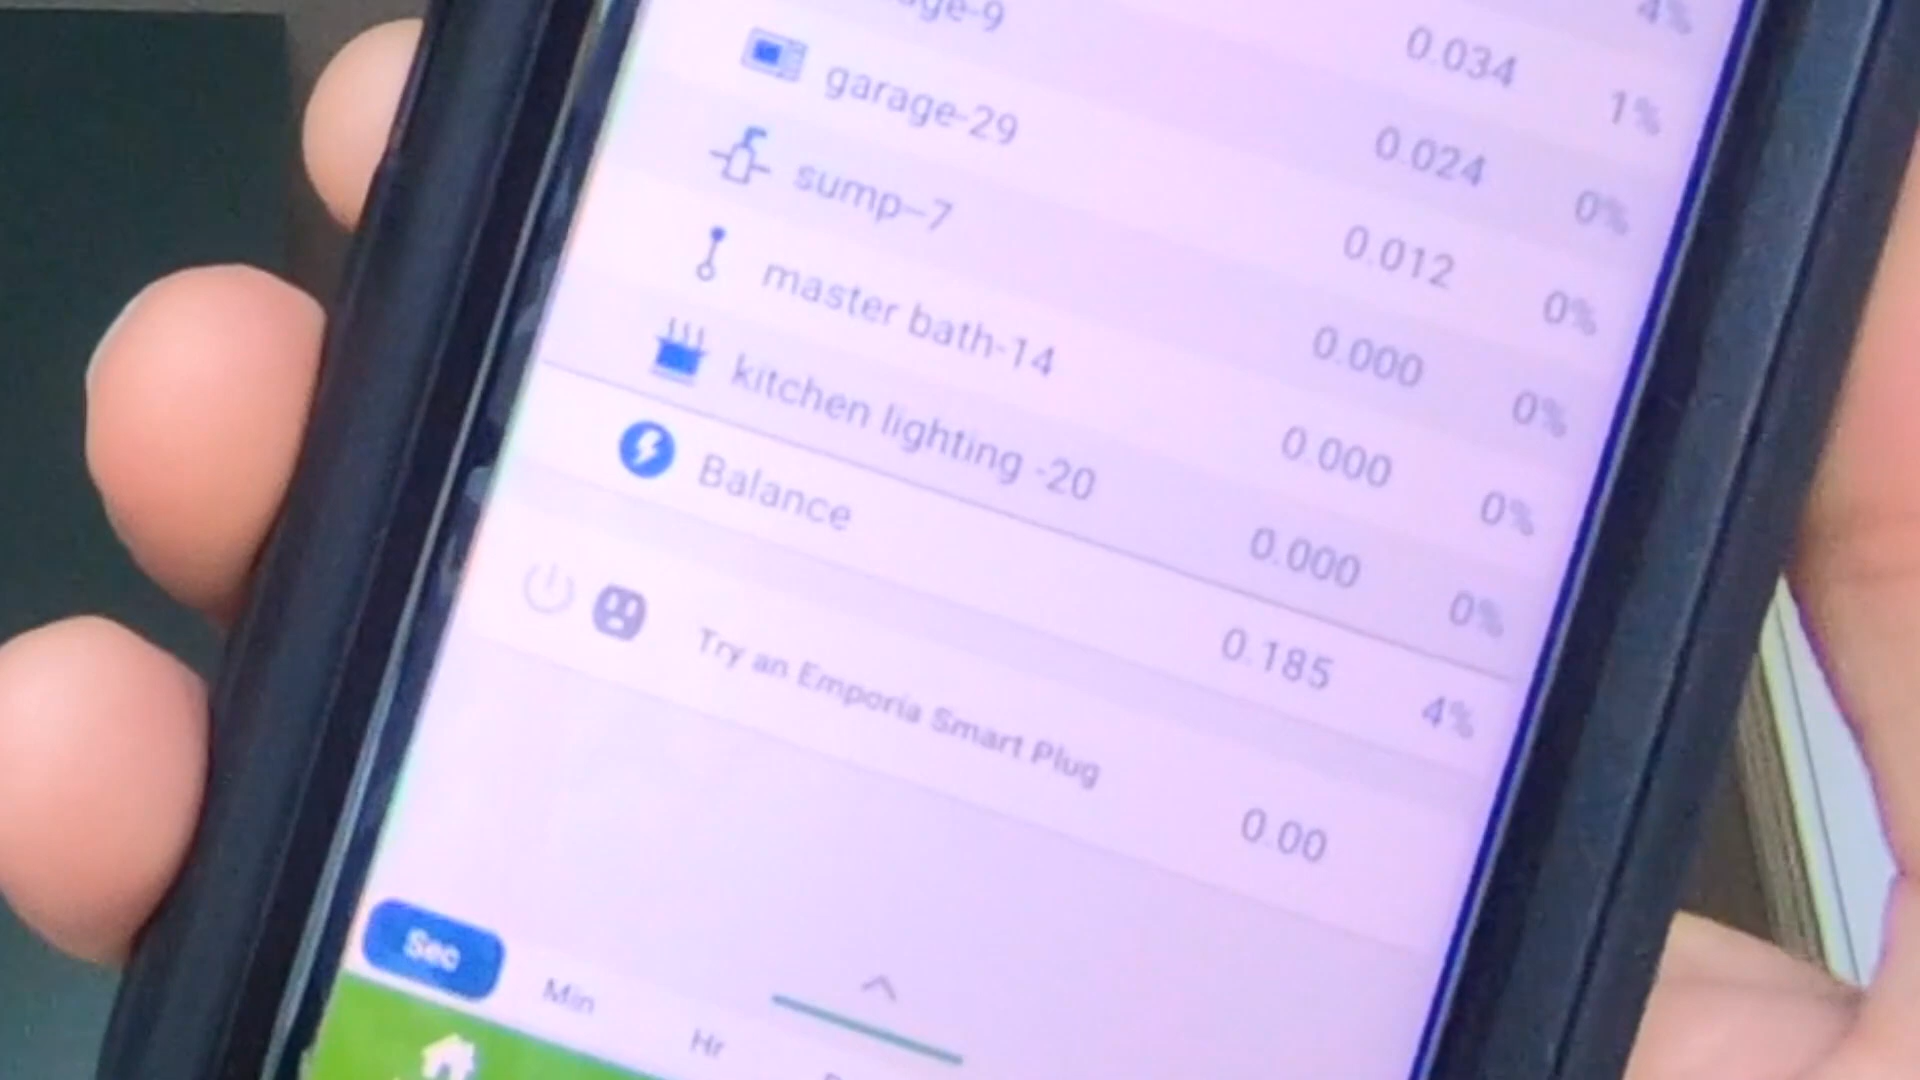 4%
0.034 1%
ge-9 0.024 0%
garage-29 0.012 0%
sump--7 0.000 0%
master bath-14 0.000 0%
kitchen lighting -20 0.000 0%
Balance 0.185 4%
Try an Emporia Smart Plug 0.00
Sec Min Hr